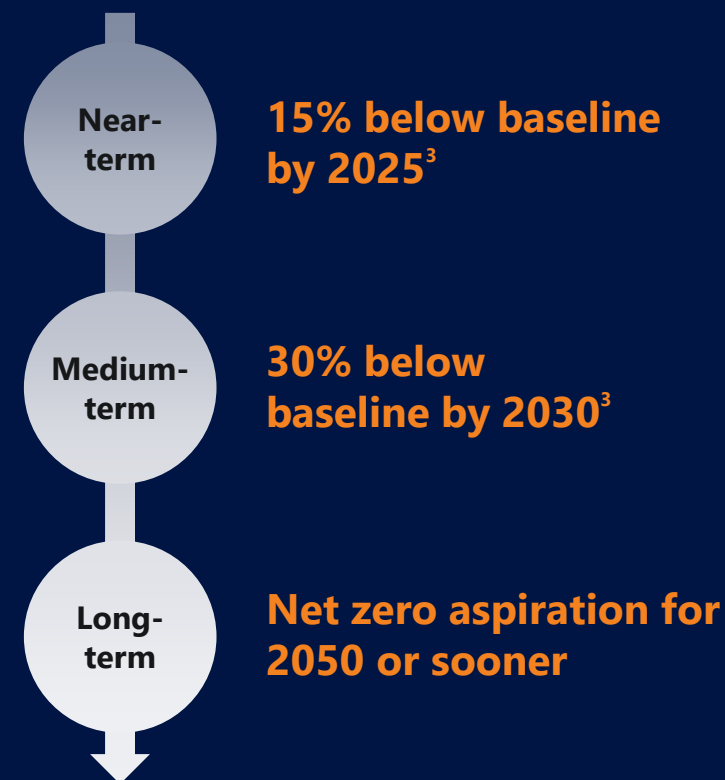 Near-
term
15% below baseline
by 2025³
Medium-
term
30% below
baseline by 2030³
Long-
term
Net zero aspiration for
2050 or sooner